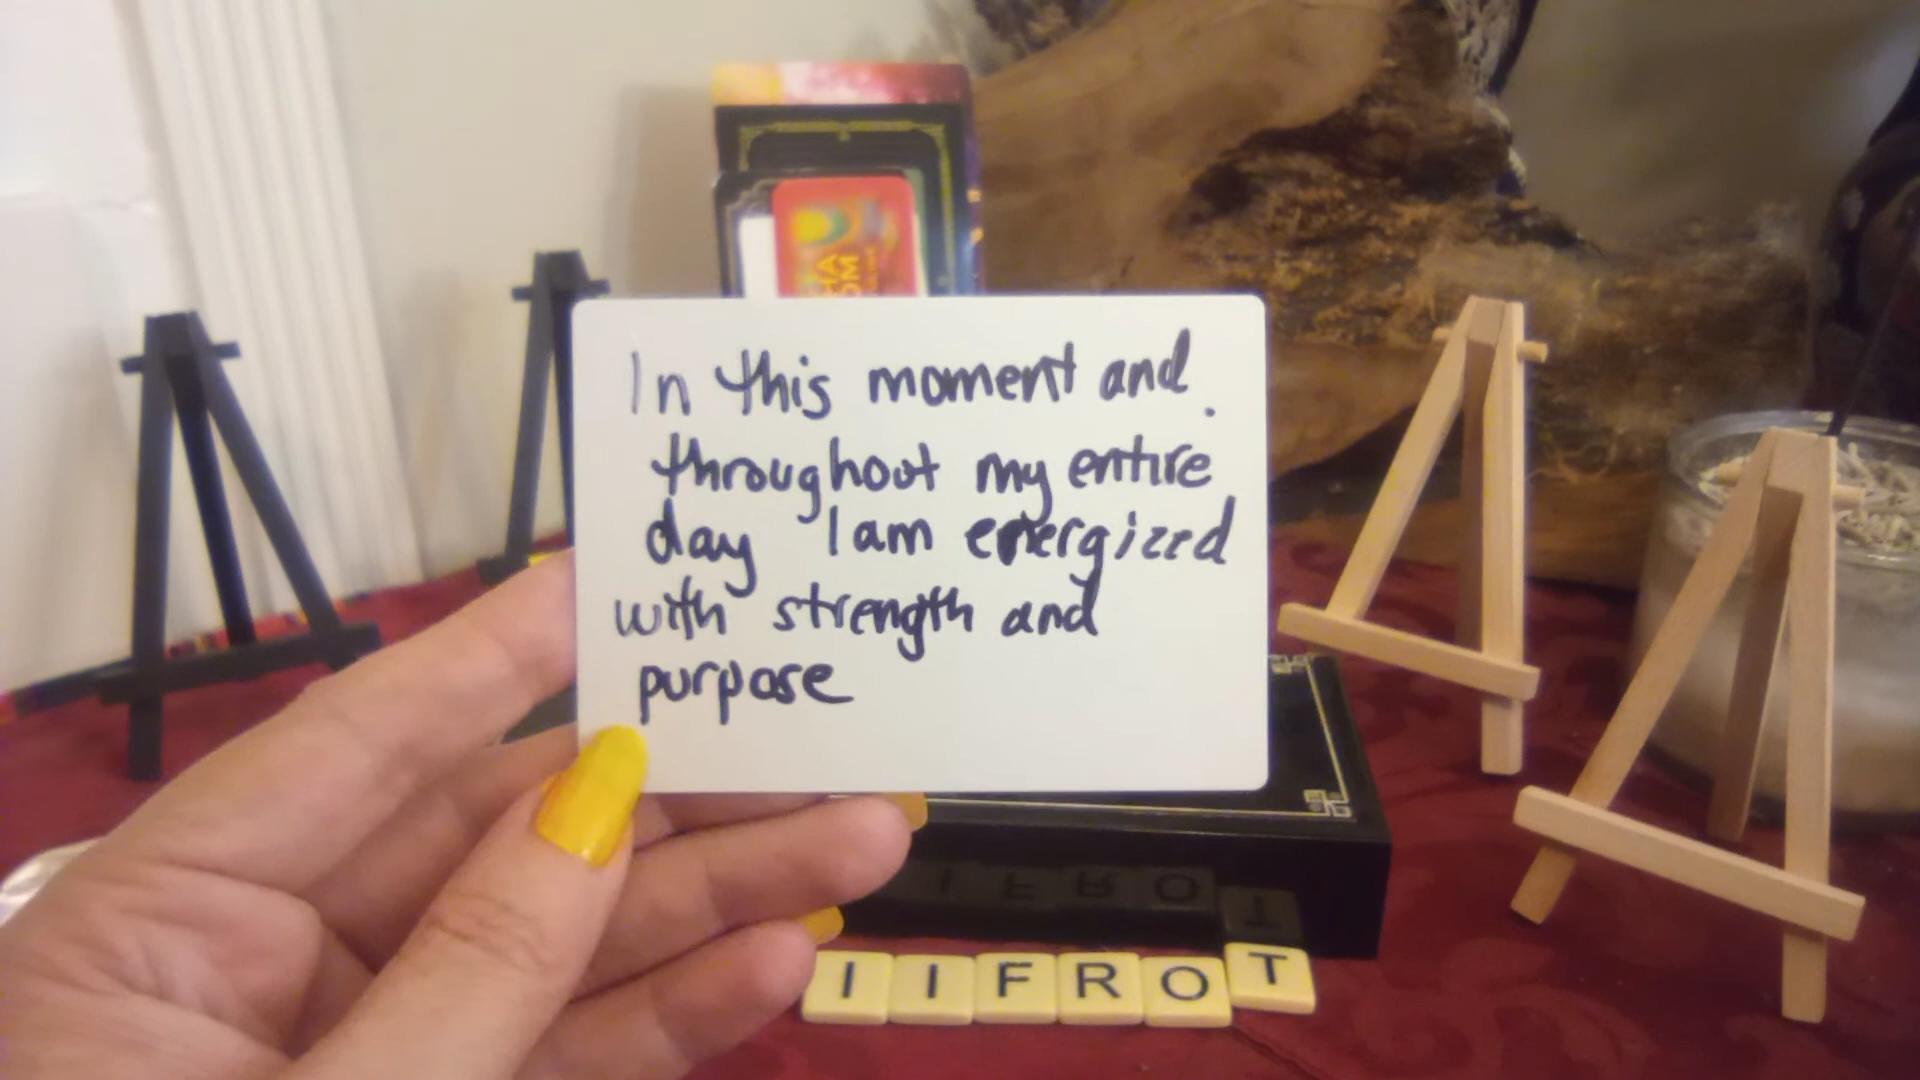 In this moment and
throughout my entire
day I am energized
with strength and
purpose
IIFROT